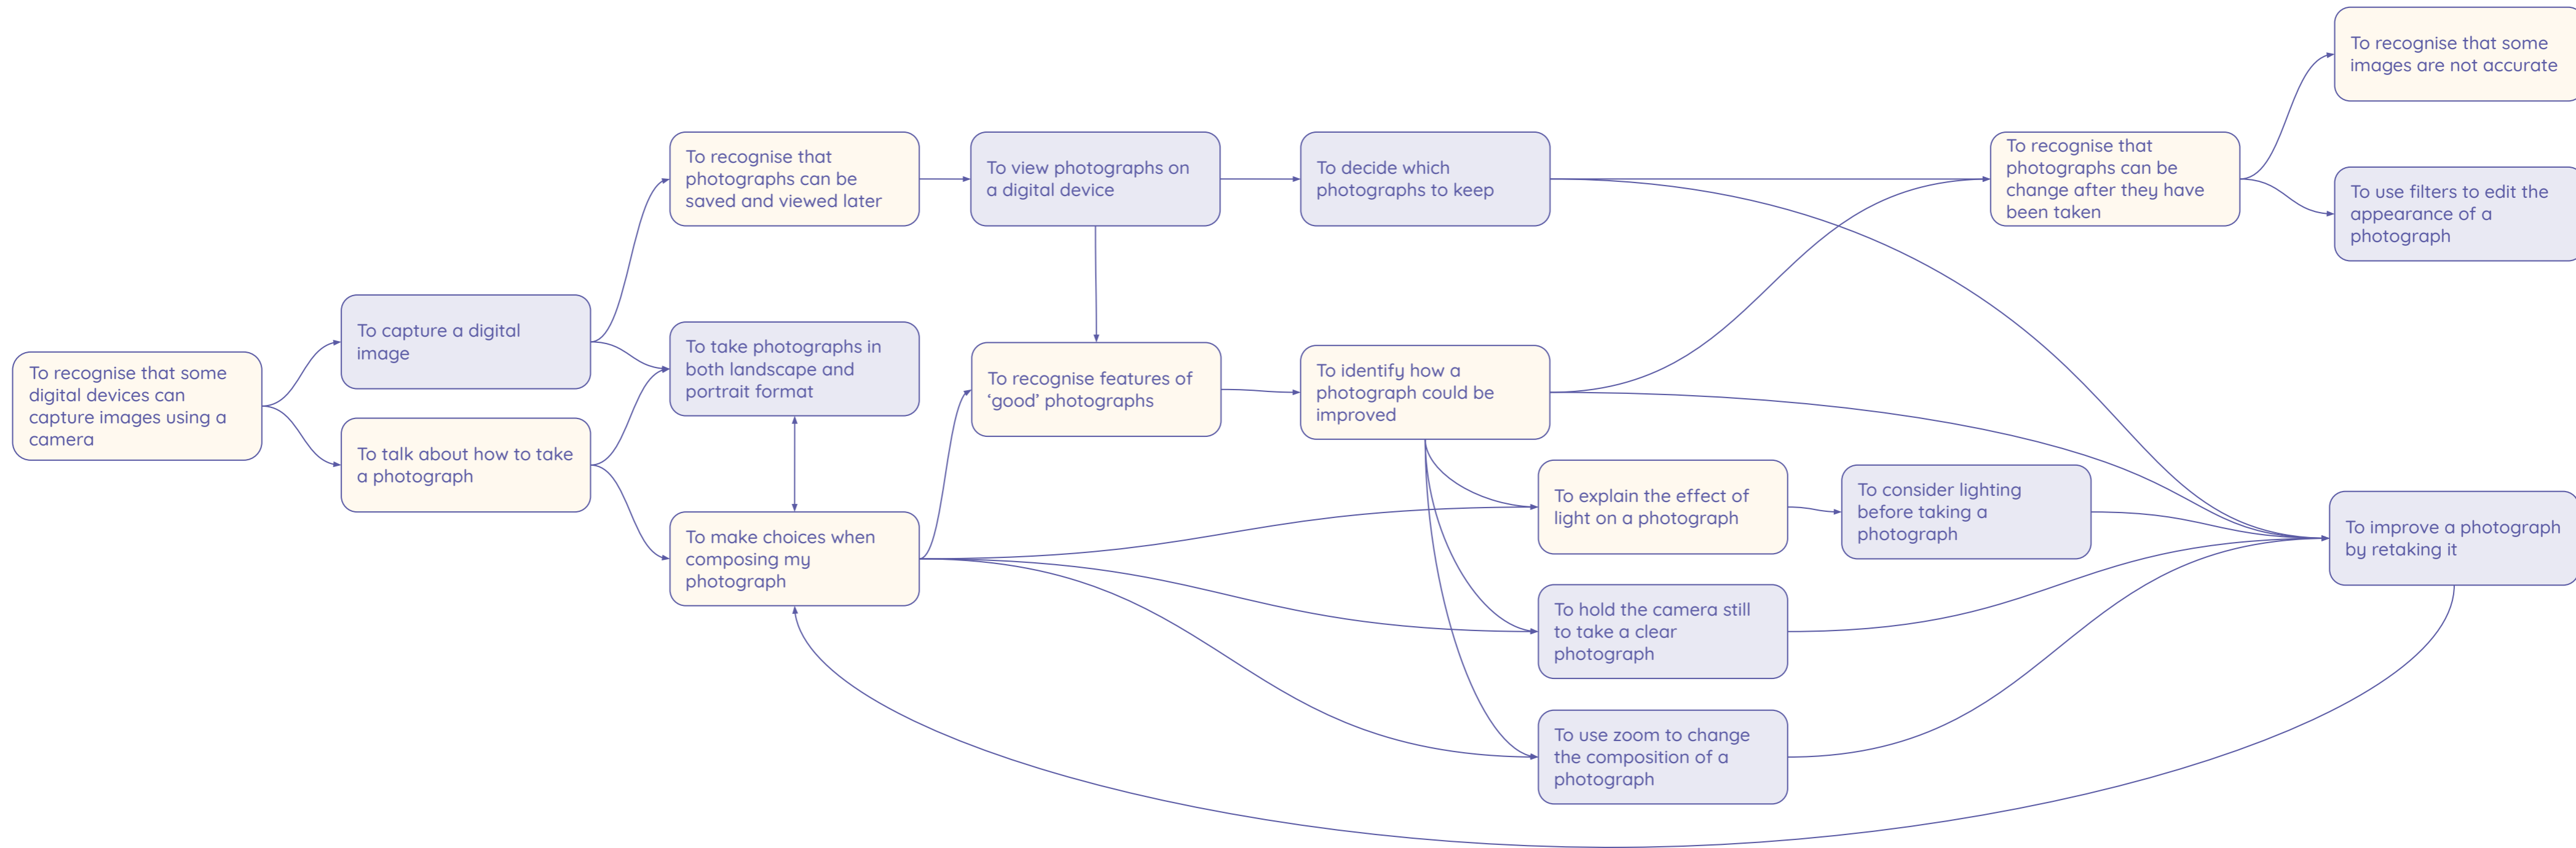 To recognise that some
digital devices can
capture images using a
camera
To capture a digital
image
To talk about how to take
a photograph
To recognise that
photographs can be
saved and viewed later
To take photographs in
both landscape and
portrait format
To make choices when
composing my
photograph
To view photographs on
a digital device
To recognise features of
‘good’ photographs
To decide which
photographs to keep
To identify how a
photograph could be
improved
To explain the effect of
light on a photograph
To hold the camera still
to take a clear
photograph
To use zoom to change
the composition of a
photograph
To consider lighting
before taking a
photograph
To recognise that
photographs can be
change after they have
been taken
To recognise that some
images are not accurate
To use filters to edit the
appearance of a
photograph
To improve a photograph
by retaking it